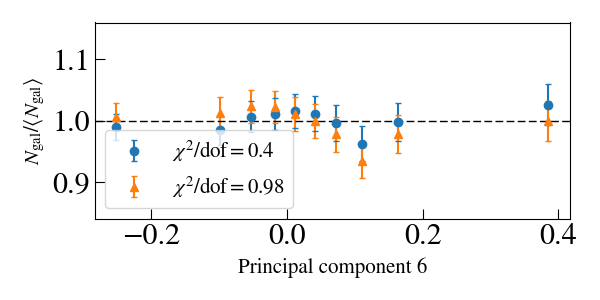 1.1
1.0
0.9
N_gal/⟨N_gal⟩
χ²/dof = 0.4
χ²/dof = 0.98
−0.2 0.0 0.2 0.4
Principal component 6